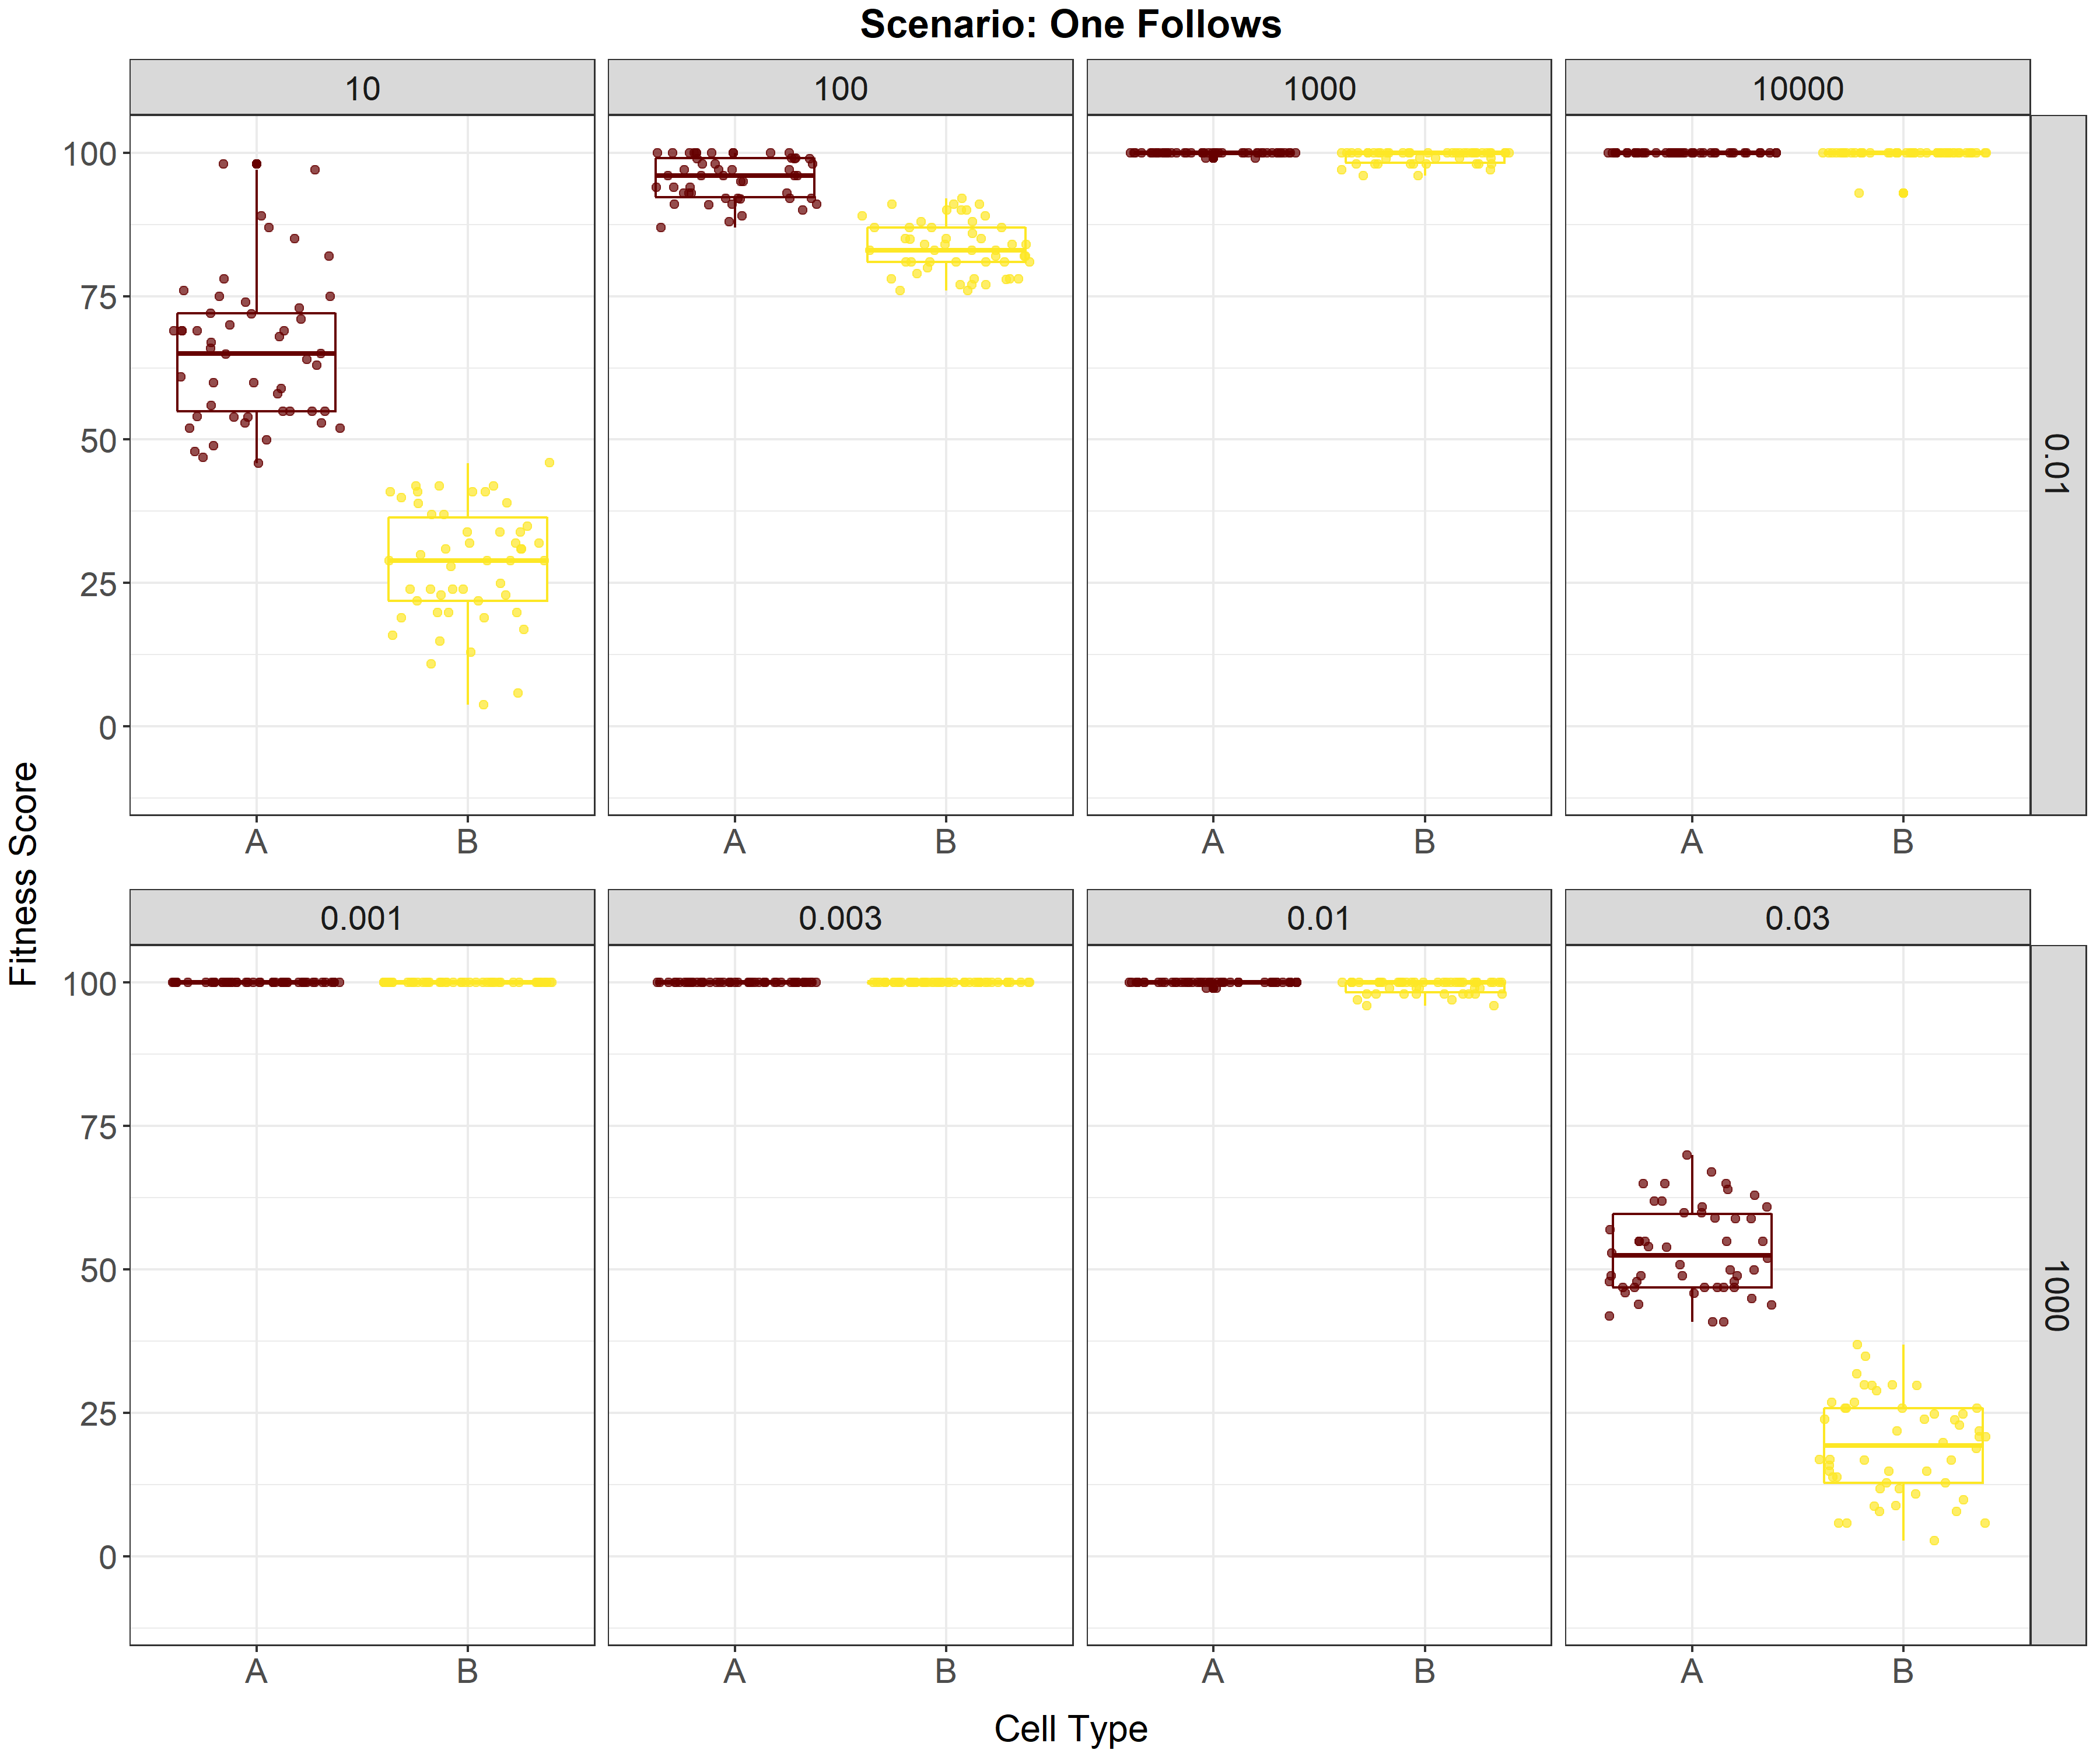 Scenario: One Follows
10 100 1000 10000
100
75
50
25
0
0.01
A B A B A B A B
Fitness Score
0.001 0.003 0.01 0.03
100
75
50
25
0
1000
A B A B A B A B
Cell Type